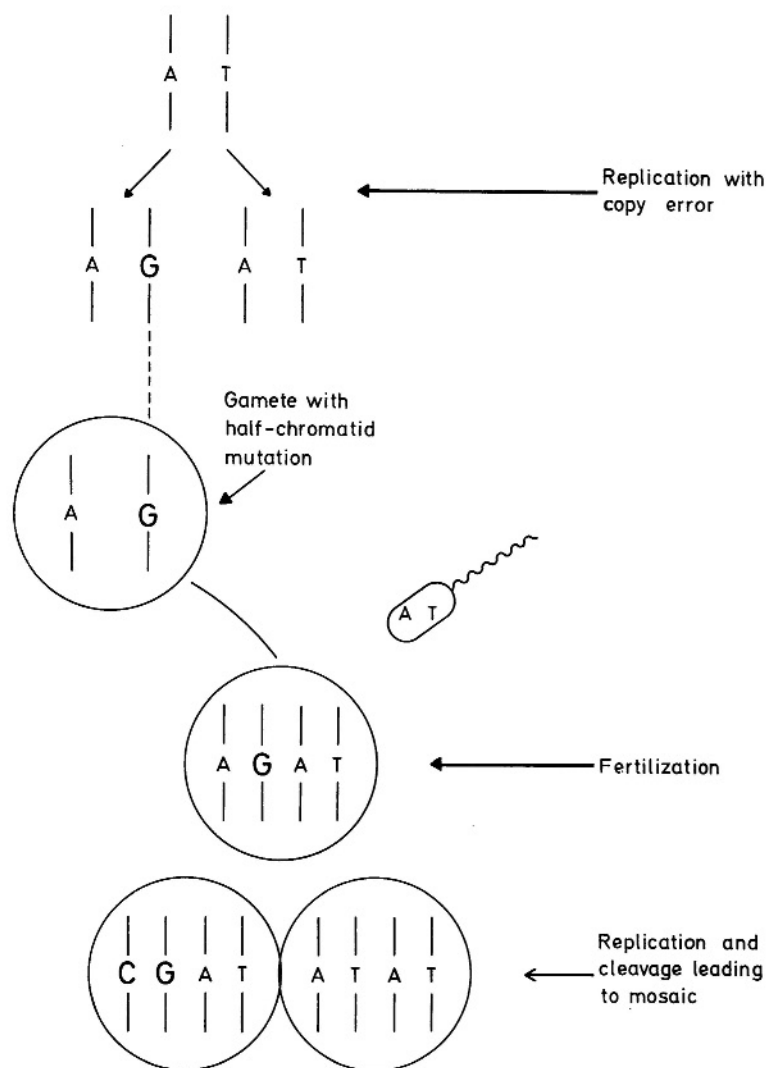 A T
Replication with
copy error
A G A T
Gamete with
half-chromatid
mutation
A G
A T
A G A T
Fertilization
C G A T A T A T
Replication and
cleavage leading
to mosaic